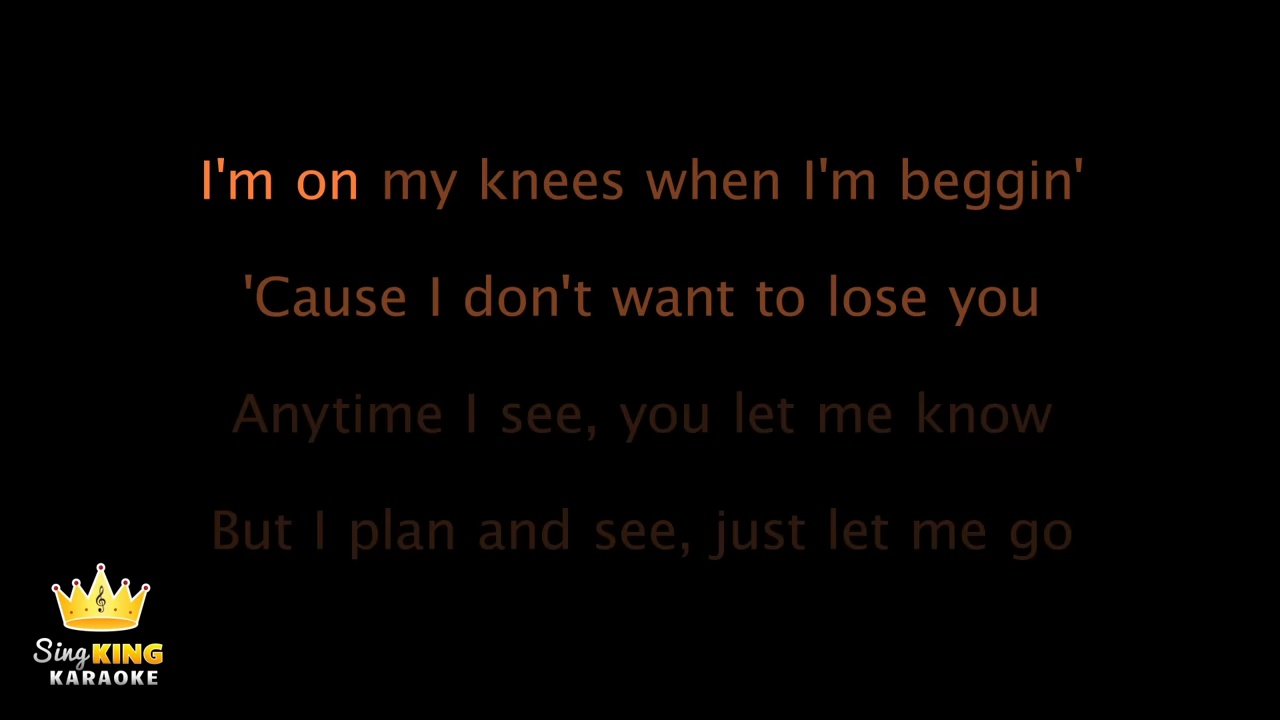 I'm on my knees when I'm beggin'
'Cause I don't want to lose you
Anytime I see, you let me know
But I plan and see, just let me go
Sing KING
KARAOKE